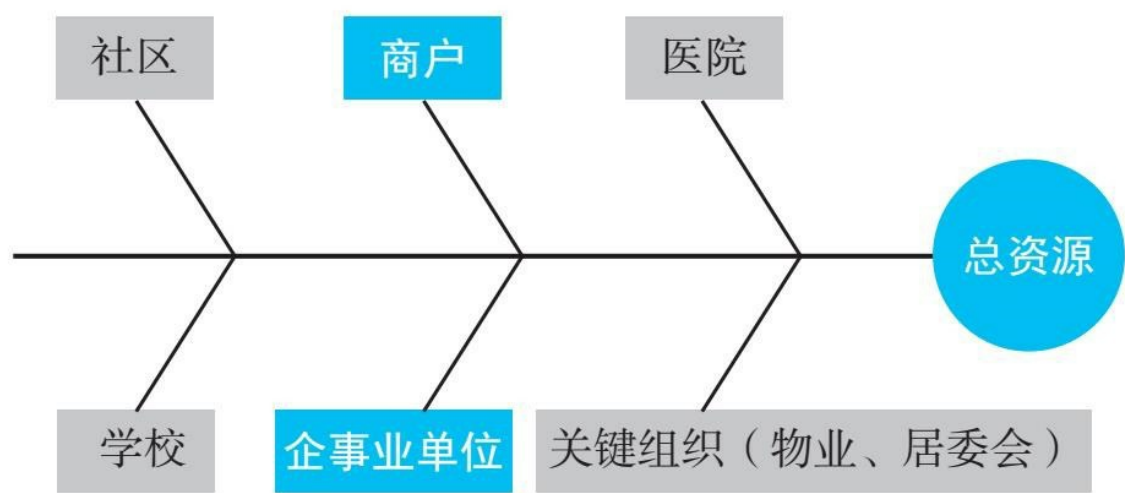 社区
商户
医院
总资源
学校
企事业单位
关键组织（物业、居委会）